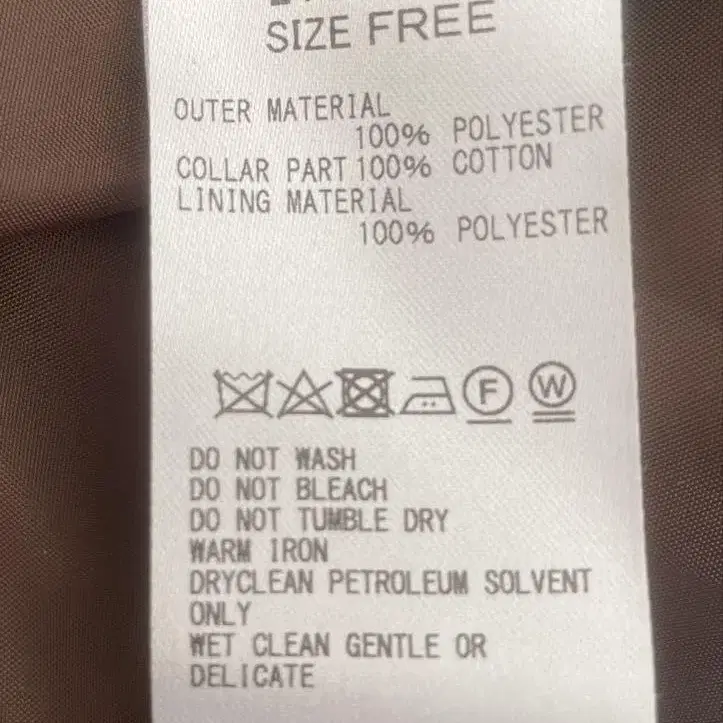 SIZE FREE
OUTER MATERIAL
100% POLYESTER
COLLAR PART 100% COTTON
LINING MATERIAL
100% POLYESTER
F W
DO NOT WASH
DO NOT BLEACH
DO NOT TUMBLE DRY
WARM IRON
DRYCLEAN PETROLEUM SOLVENT
ONLY
WET CLEAN GENTLE OR
DELICATE